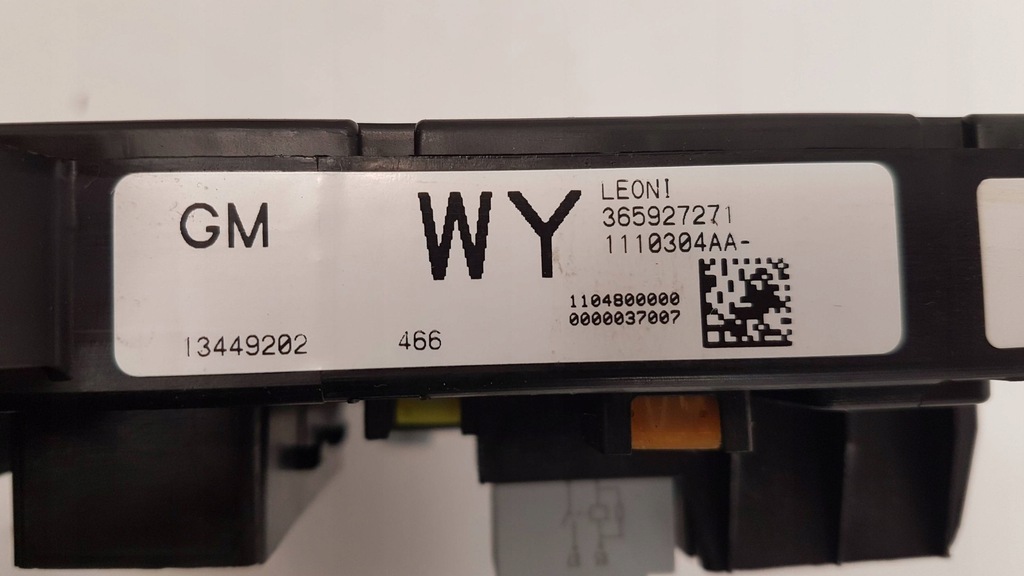 GM
WY
LEONI
365927271
1110304AA-
1104800000
0000037007
13449202
466